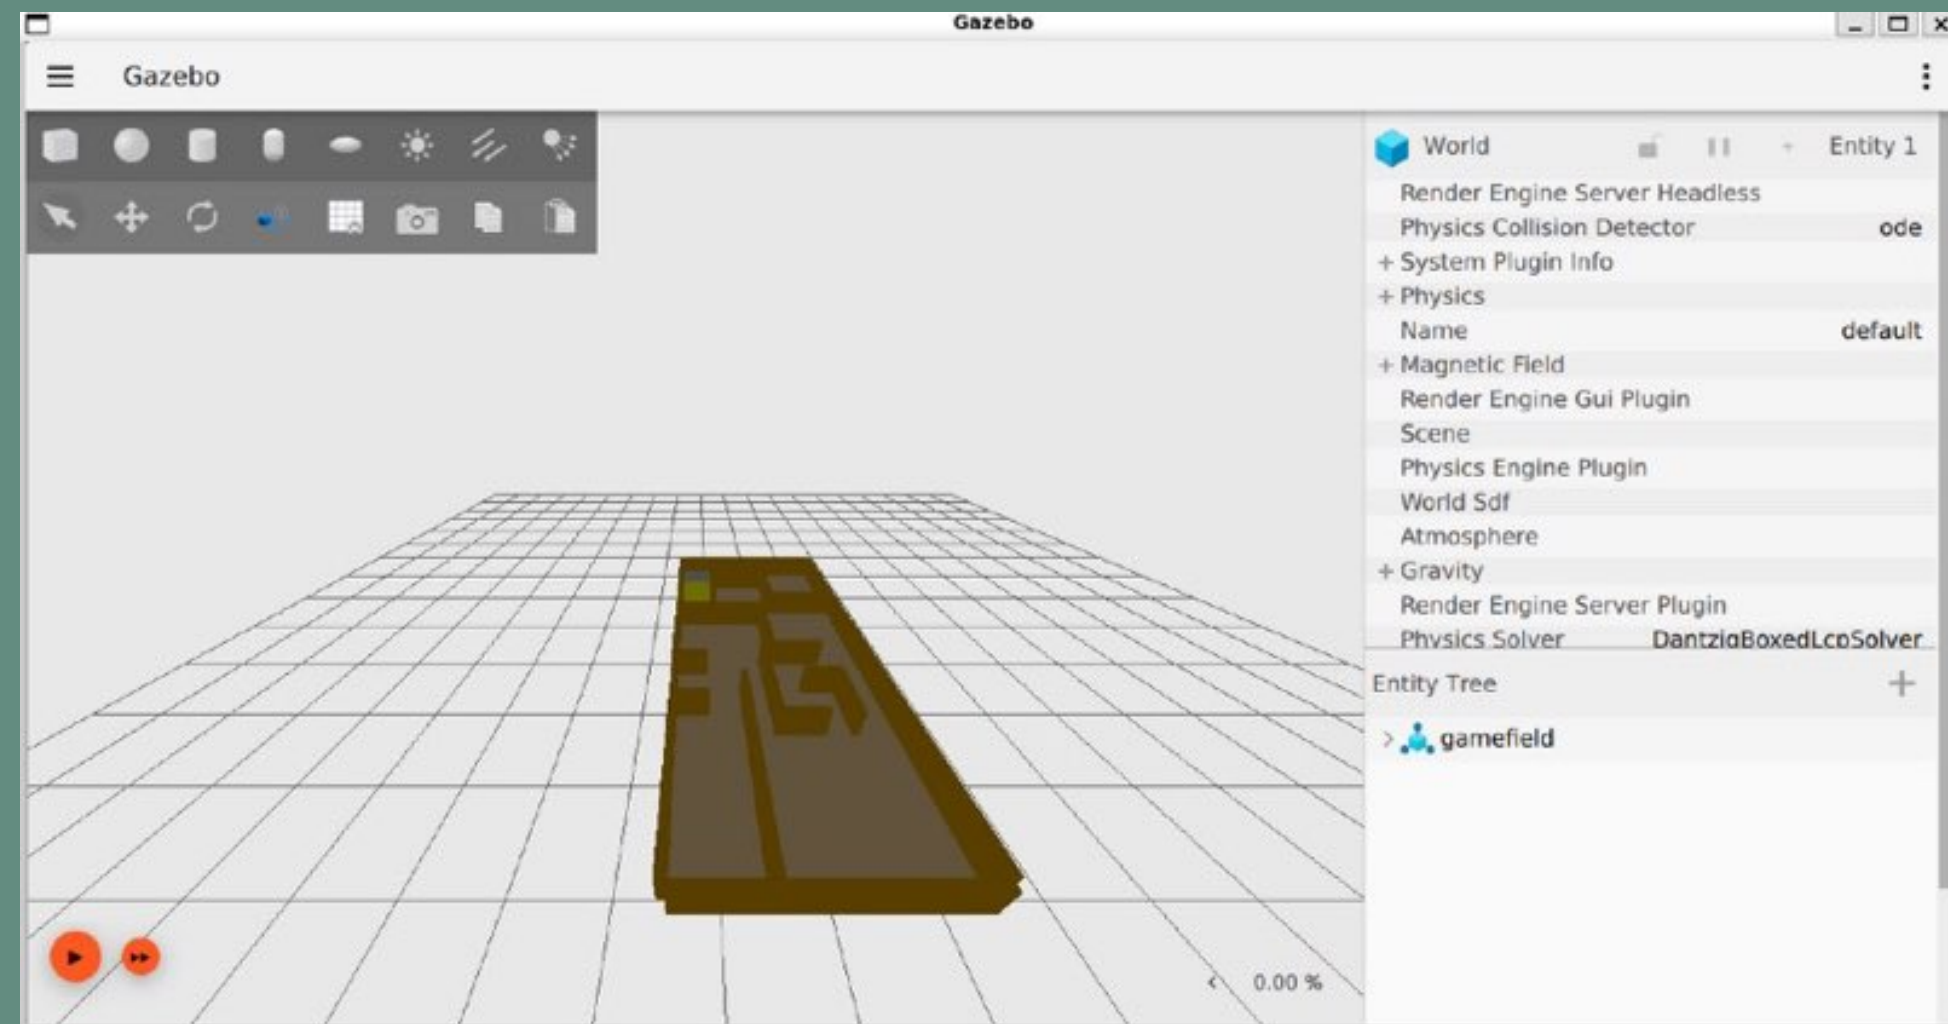 Gazebo
Gazebo
World Entity 1
Render Engine Server Headless
Physics Collision Detector ode
+ System Plugin Info
+ Physics
Name default
+ Magnetic Field
Render Engine Gui Plugin
Scene
Physics Engine Plugin
World Sdf
Atmosphere
+ Gravity
Render Engine Server Plugin
Physics Solver DantzigBoxedLcpSolver
Entity Tree +
> gamefield
< 0.00 %